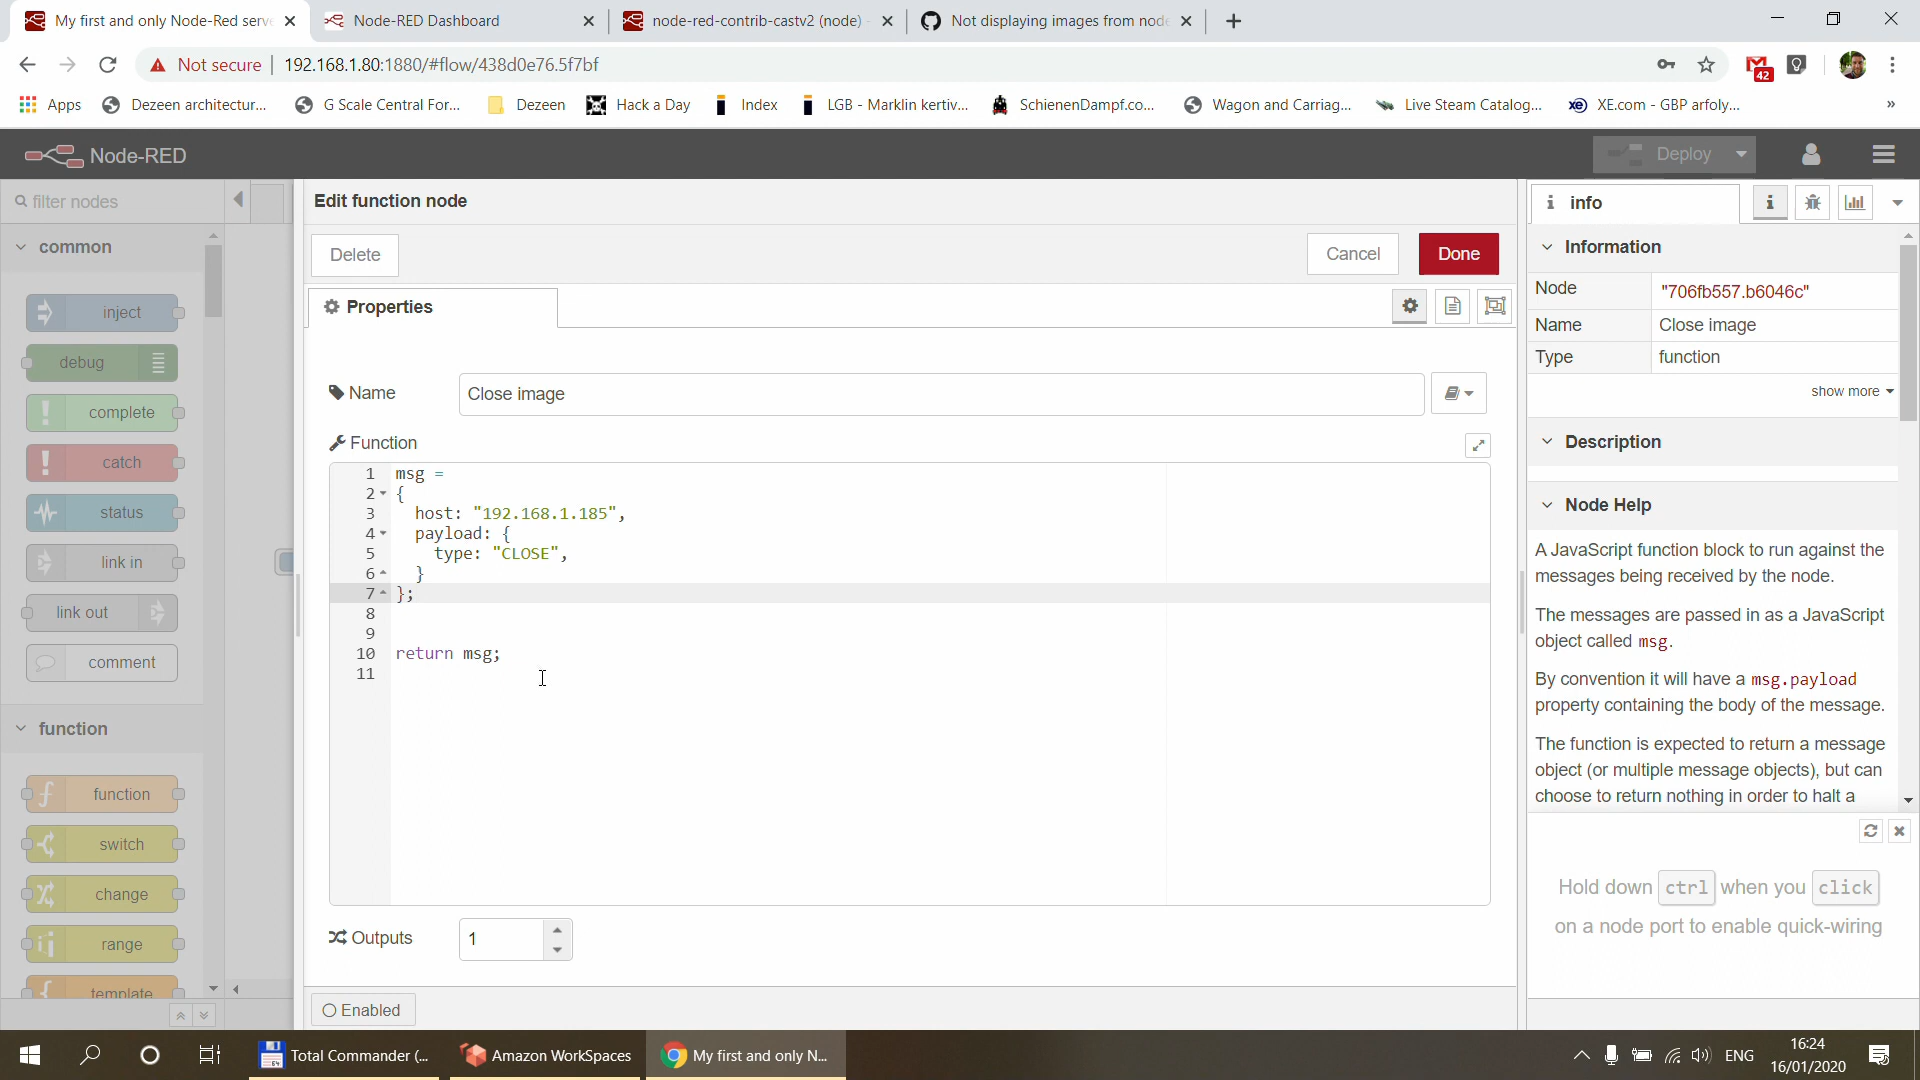 My first and only Node-Red serv
Node-RED Dashboard
node-red-contrib-castv2 (node) -
Not displaying images from node
Not secure
192.168.1.80:1880/#flow/438d0e76.5f7bf
42
Apps
Dezeen architectur...
G Scale Central For...
Dezeen
Hack a Day
Index
LGB - Marklin kertiv...
SchienenDampf.co...
Wagon and Carriag...
Live Steam Catalog...
xe
XE.com - GBP arfoly...
»
Node-RED
Deploy
filter nodes
common
inject
debug
complete
catch
status
link in
link out
comment
function
function
switch
change
range
template
Edit function node
Delete
Cancel
Done
Properties
Name
Close image
Function
1 msg =
2 {
3 host: "192.168.1.185",
4 payload: {
5 type: "CLOSE",
6 }
7 };
8
9
10 return msg;
11
Outputs
1
Enabled
info
Information
Node "706fb557.b6046c"
Name Close image
Type function
show more
Description
Node Help
A JavaScript function block to run against the
messages being received by the node.
The messages are passed in as a JavaScript
object called msg.
By convention it will have a msg.payload
property containing the body of the message.
The function is expected to return a message
object (or multiple message objects), but can
choose to return nothing in order to halt a
Hold down ctrl when you click
on a node port to enable quick-wiring
64
Total Commander (...
Amazon WorkSpaces
My first and only N...
ENG
16:24
16/01/2020